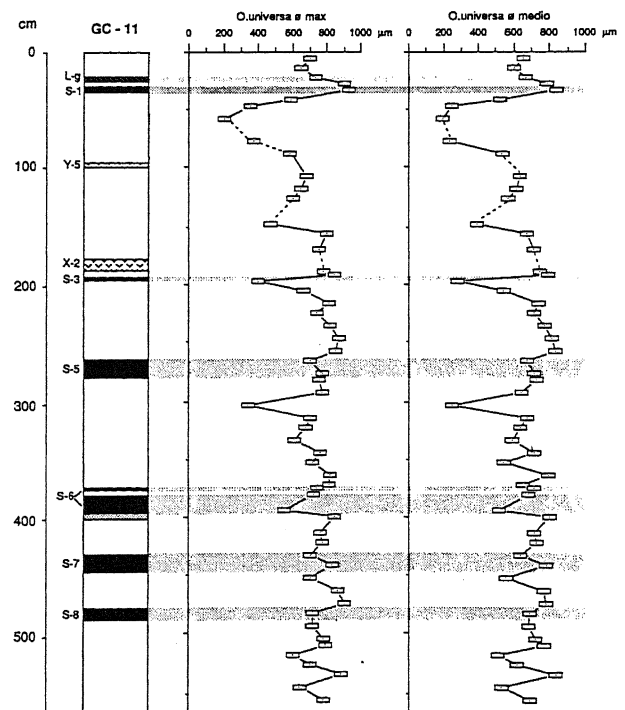 cm GC - 11 O.universa ø max O.universa ø medio
0 200 400 600 800 1000 µm 0 200 400 600 800 1000 µm
0
L-g
S-1
100
Y-5
X-2
S-3
200
S-5
300
S-6
400
S-7
S-8
500
cm